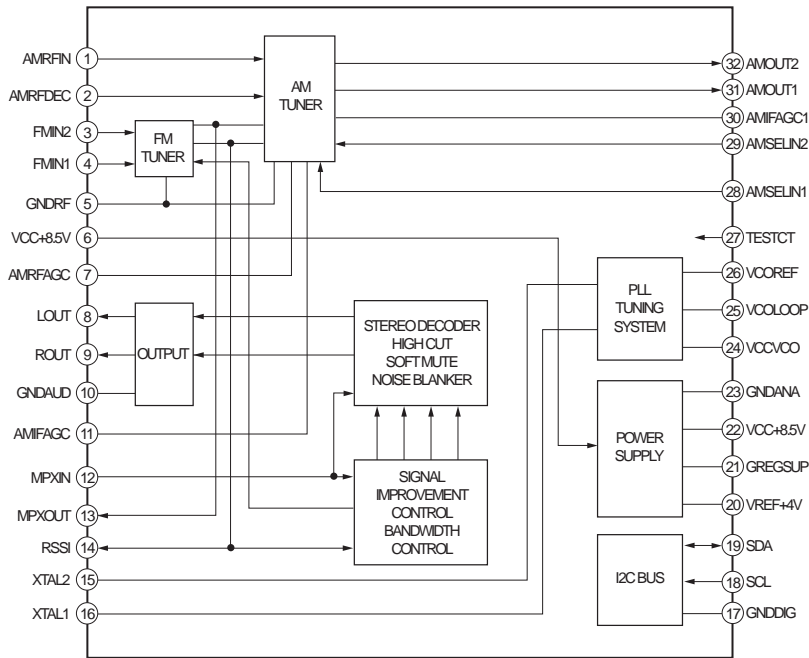 AMRFIN 1
AMRFDEC 2
FMIN2 3
FMIN1 4
GNDRF 5
VCC+8.5V 6
AMRFAGC 7
LOUT 8
ROUT 9
GNDAUD 10
AMIFAGC 11
MPXIN 12
MPXOUT 13
RSSI 14
XTAL2 15
XTAL1 16
FM
TUNER
AM
TUNER
OUTPUT
STEREO DECODER
HIGH CUT
SOFT MUTE
NOISE BLANKER
SIGNAL
IMPROVEMENT
CONTROL
BANDWIDTH
CONTROL
PLL
TUNING
SYSTEM
POWER
SUPPLY
I2C BUS
32 AMOUT2
31 AMOUT1
30 AMIFAGC1
29 AMSELIN2
28 AMSELIN1
27 TESTCT
26 VCOREF
25 VCOLOOP
24 VCCVCO
23 GNDANA
22 VCC+8.5V
21 GREGSUP
20 VREF+4V
19 SDA
18 SCL
17 GNDDIG